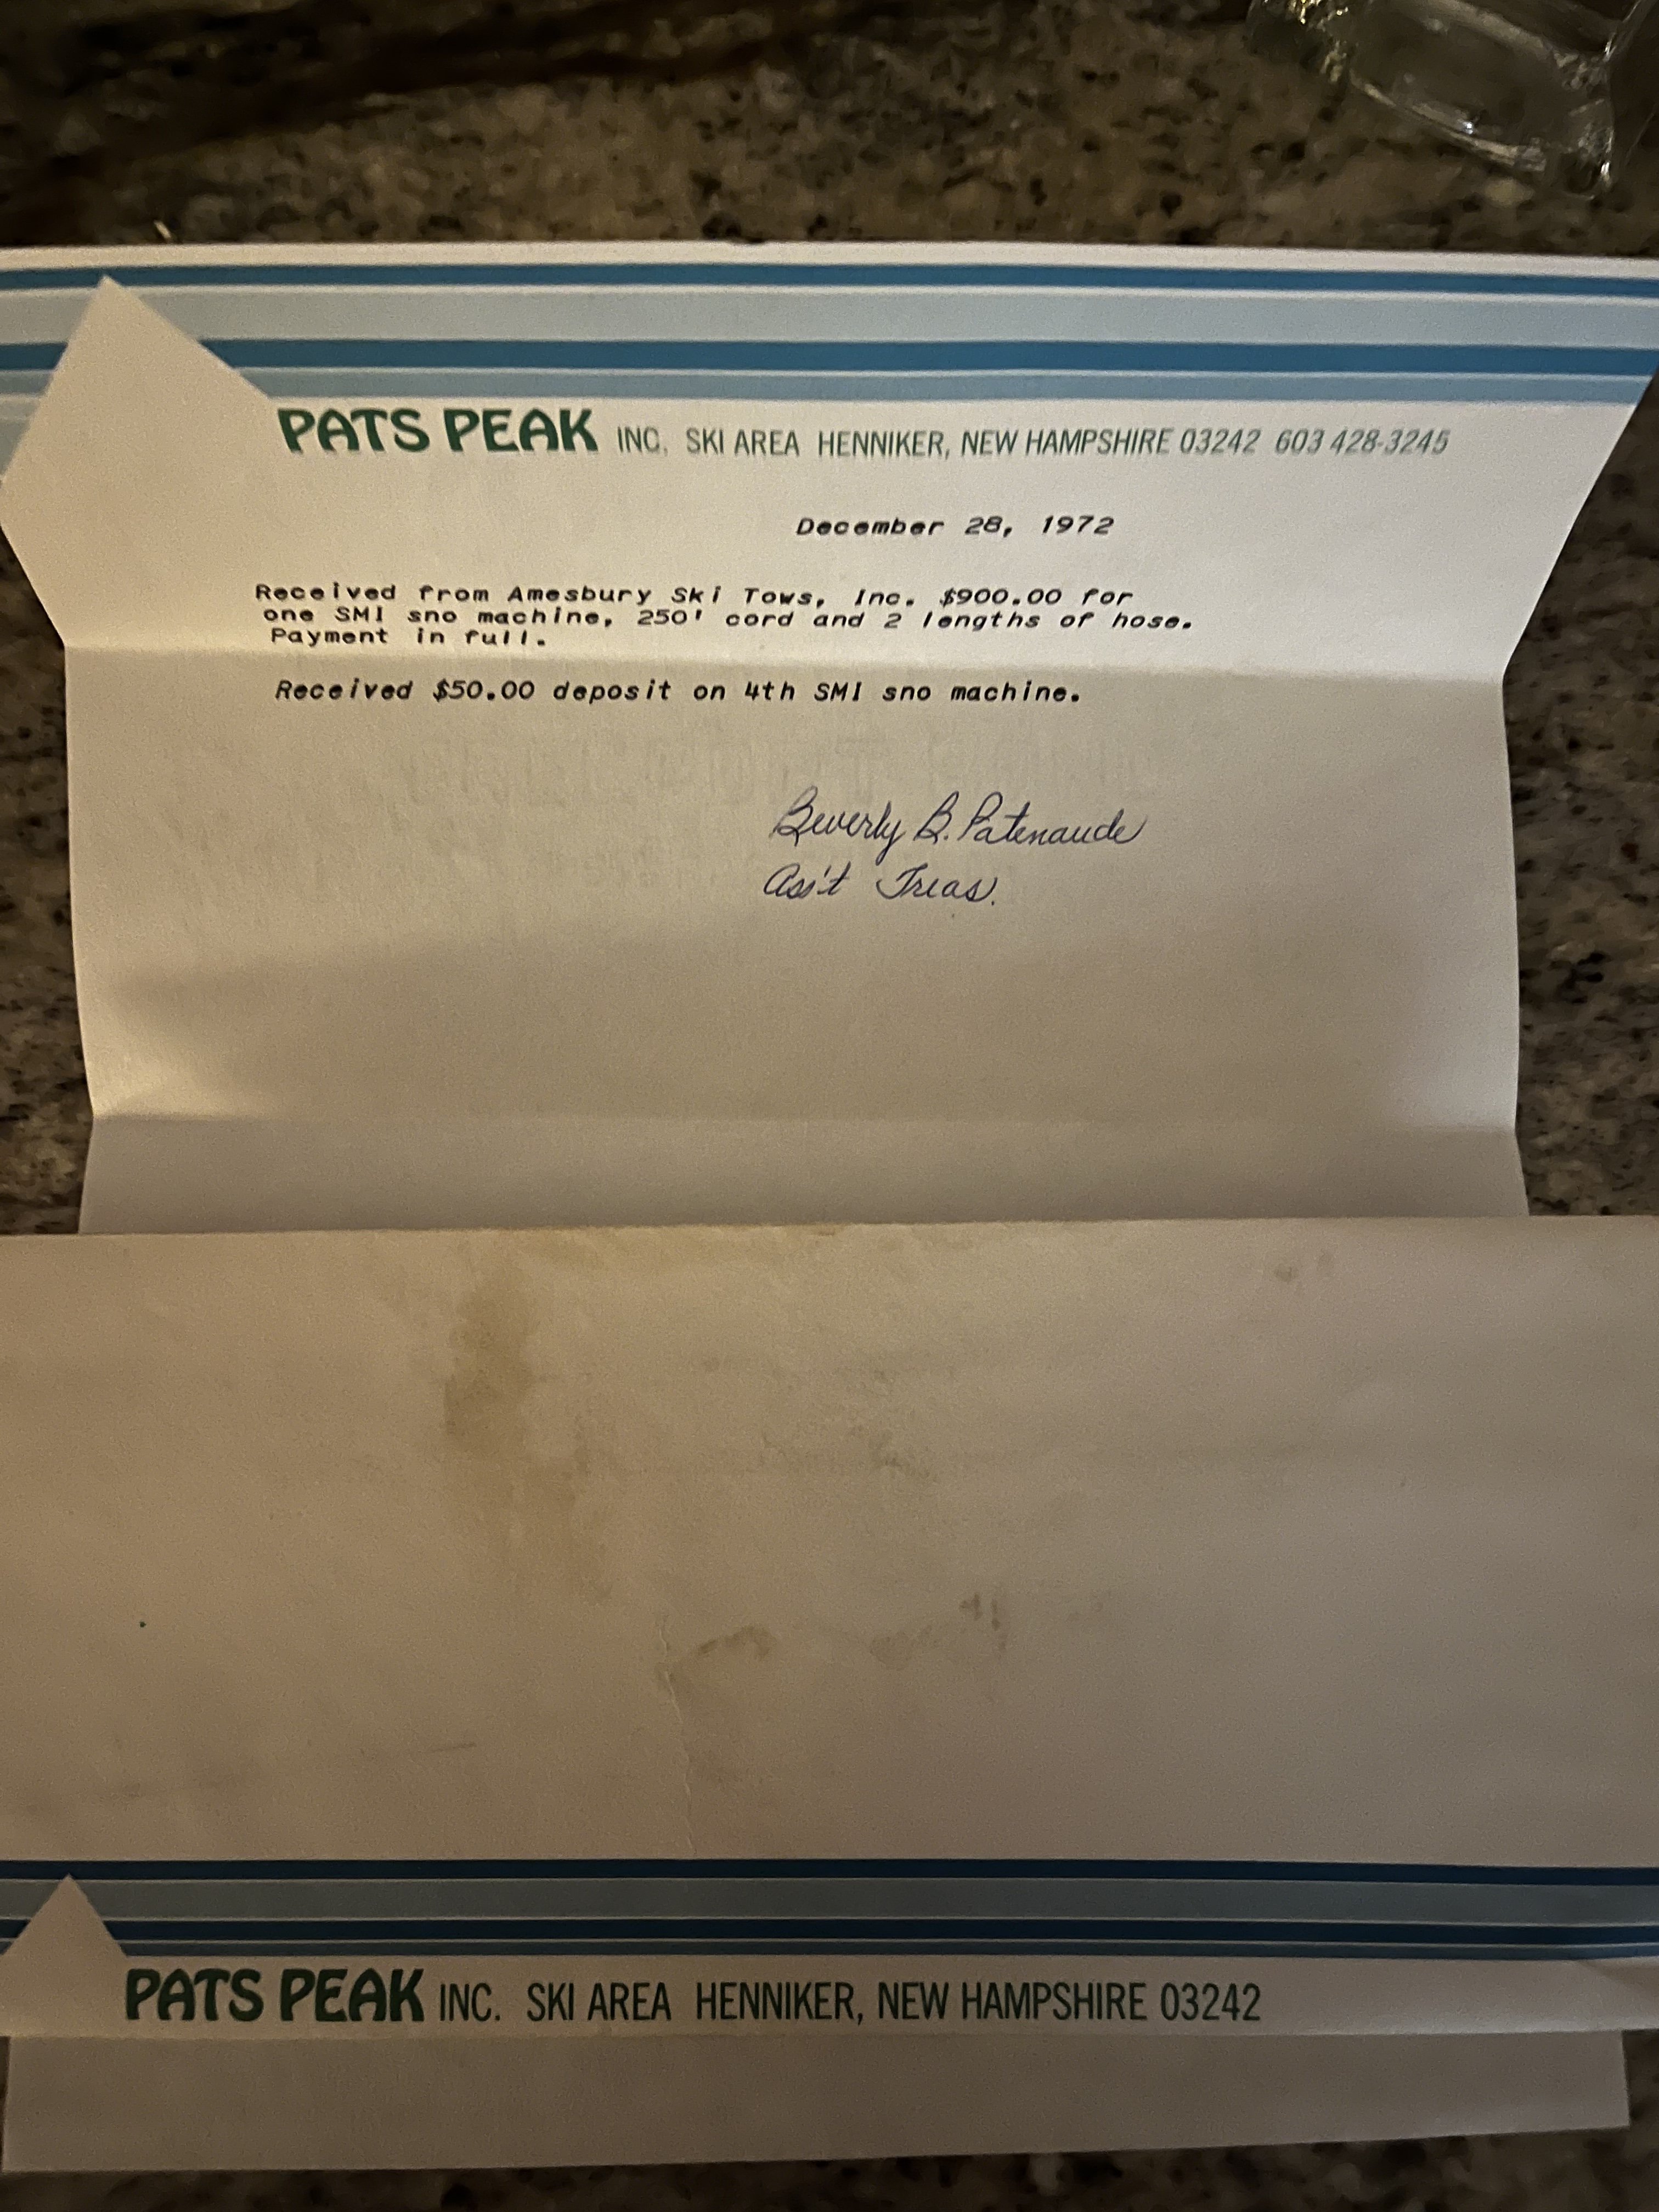 PATS PEAK INC. SKI AREA HENNIKER, NEW HAMPSHIRE 03242 603 428-3245
December 28, 1972
Received from Amesbury Ski Tows, Inc. $900.00 for
one SMI sno machine, 250' cord and 2 lengths of hose.
Payment in full.
Received $50.00 deposit on 4th SMI sno machine.
Beverly B. Patenaude
Ass't Treas.
PATS PEAK INC. SKI AREA HENNIKER, NEW HAMPSHIRE 03242